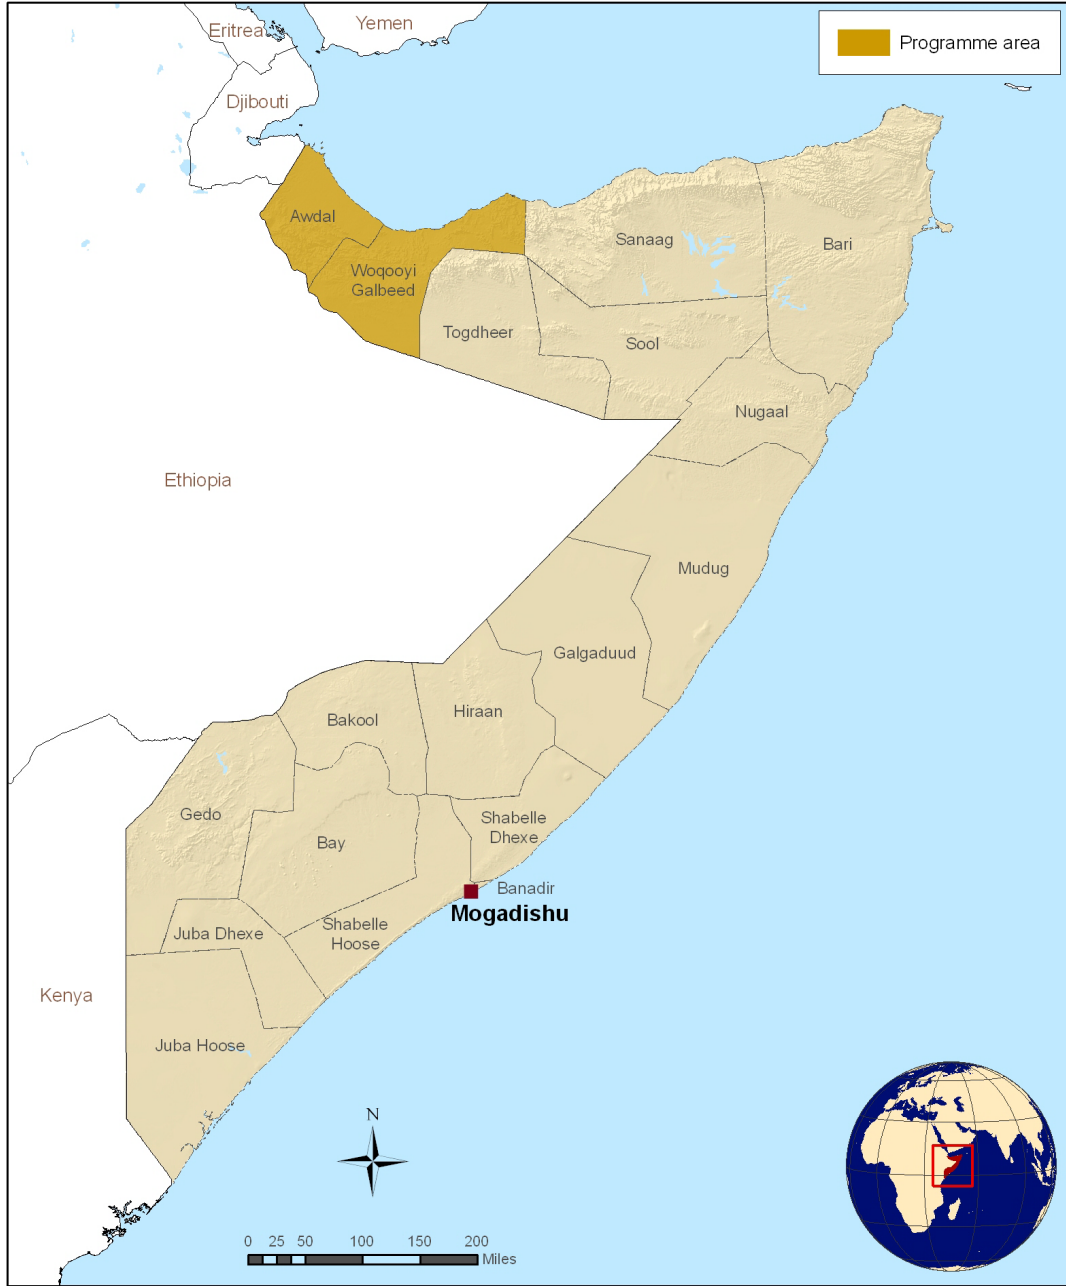 Yemen
Eritrea
Programme area
Djibouti
Awdal
Sanaag
Bari
Woqooyi
Galbeed
Togdheer
Sool
Nugaal
Ethiopia
Mudug
Galgaduud
Hiraan
Bakool
Gedo
Shabelle
Dhexe
Bay
Banadir
Mogadishu
Shabelle
Hoose
Juba Dhexe
Kenya
Juba Hoose
N
0 25 50 100 150 200
Miles